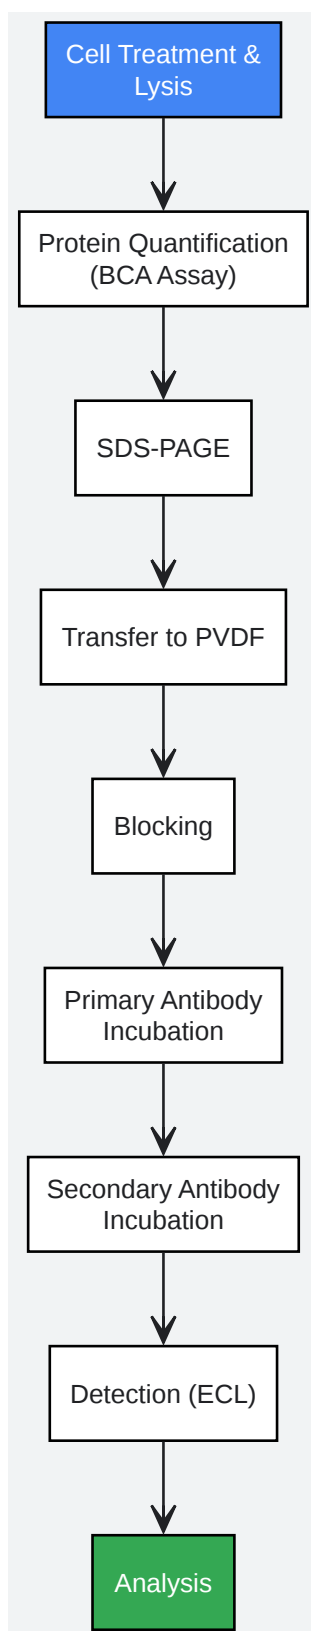 Cell Treatment &
Lysis
Protein Quantification
(BCA Assay)
SDS-PAGE
Transfer to PVDF
Blocking
Primary Antibody
Incubation
Secondary Antibody
Incubation
Detection (ECL)
Analysis